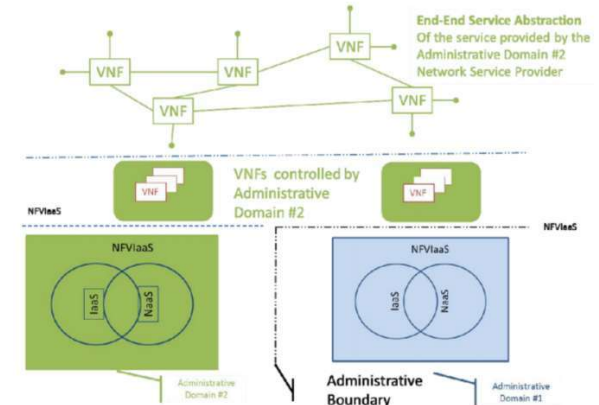 End-End Service Abstraction
Of the service provided by the
Administrative Domain #2
Network Service Provider
VNF
VNF
VNF
VNF
VNF
VNFs controlled by
Administrative
Domain #2
VNF
VNF
NFVIaaS
NFVIaaS
NFVIaaS
IaaS
NaaS
NFVIaaS
IaaS
NaaS
Administrative
Domain #2
Administrative
Boundary
Administrative
Domain #1